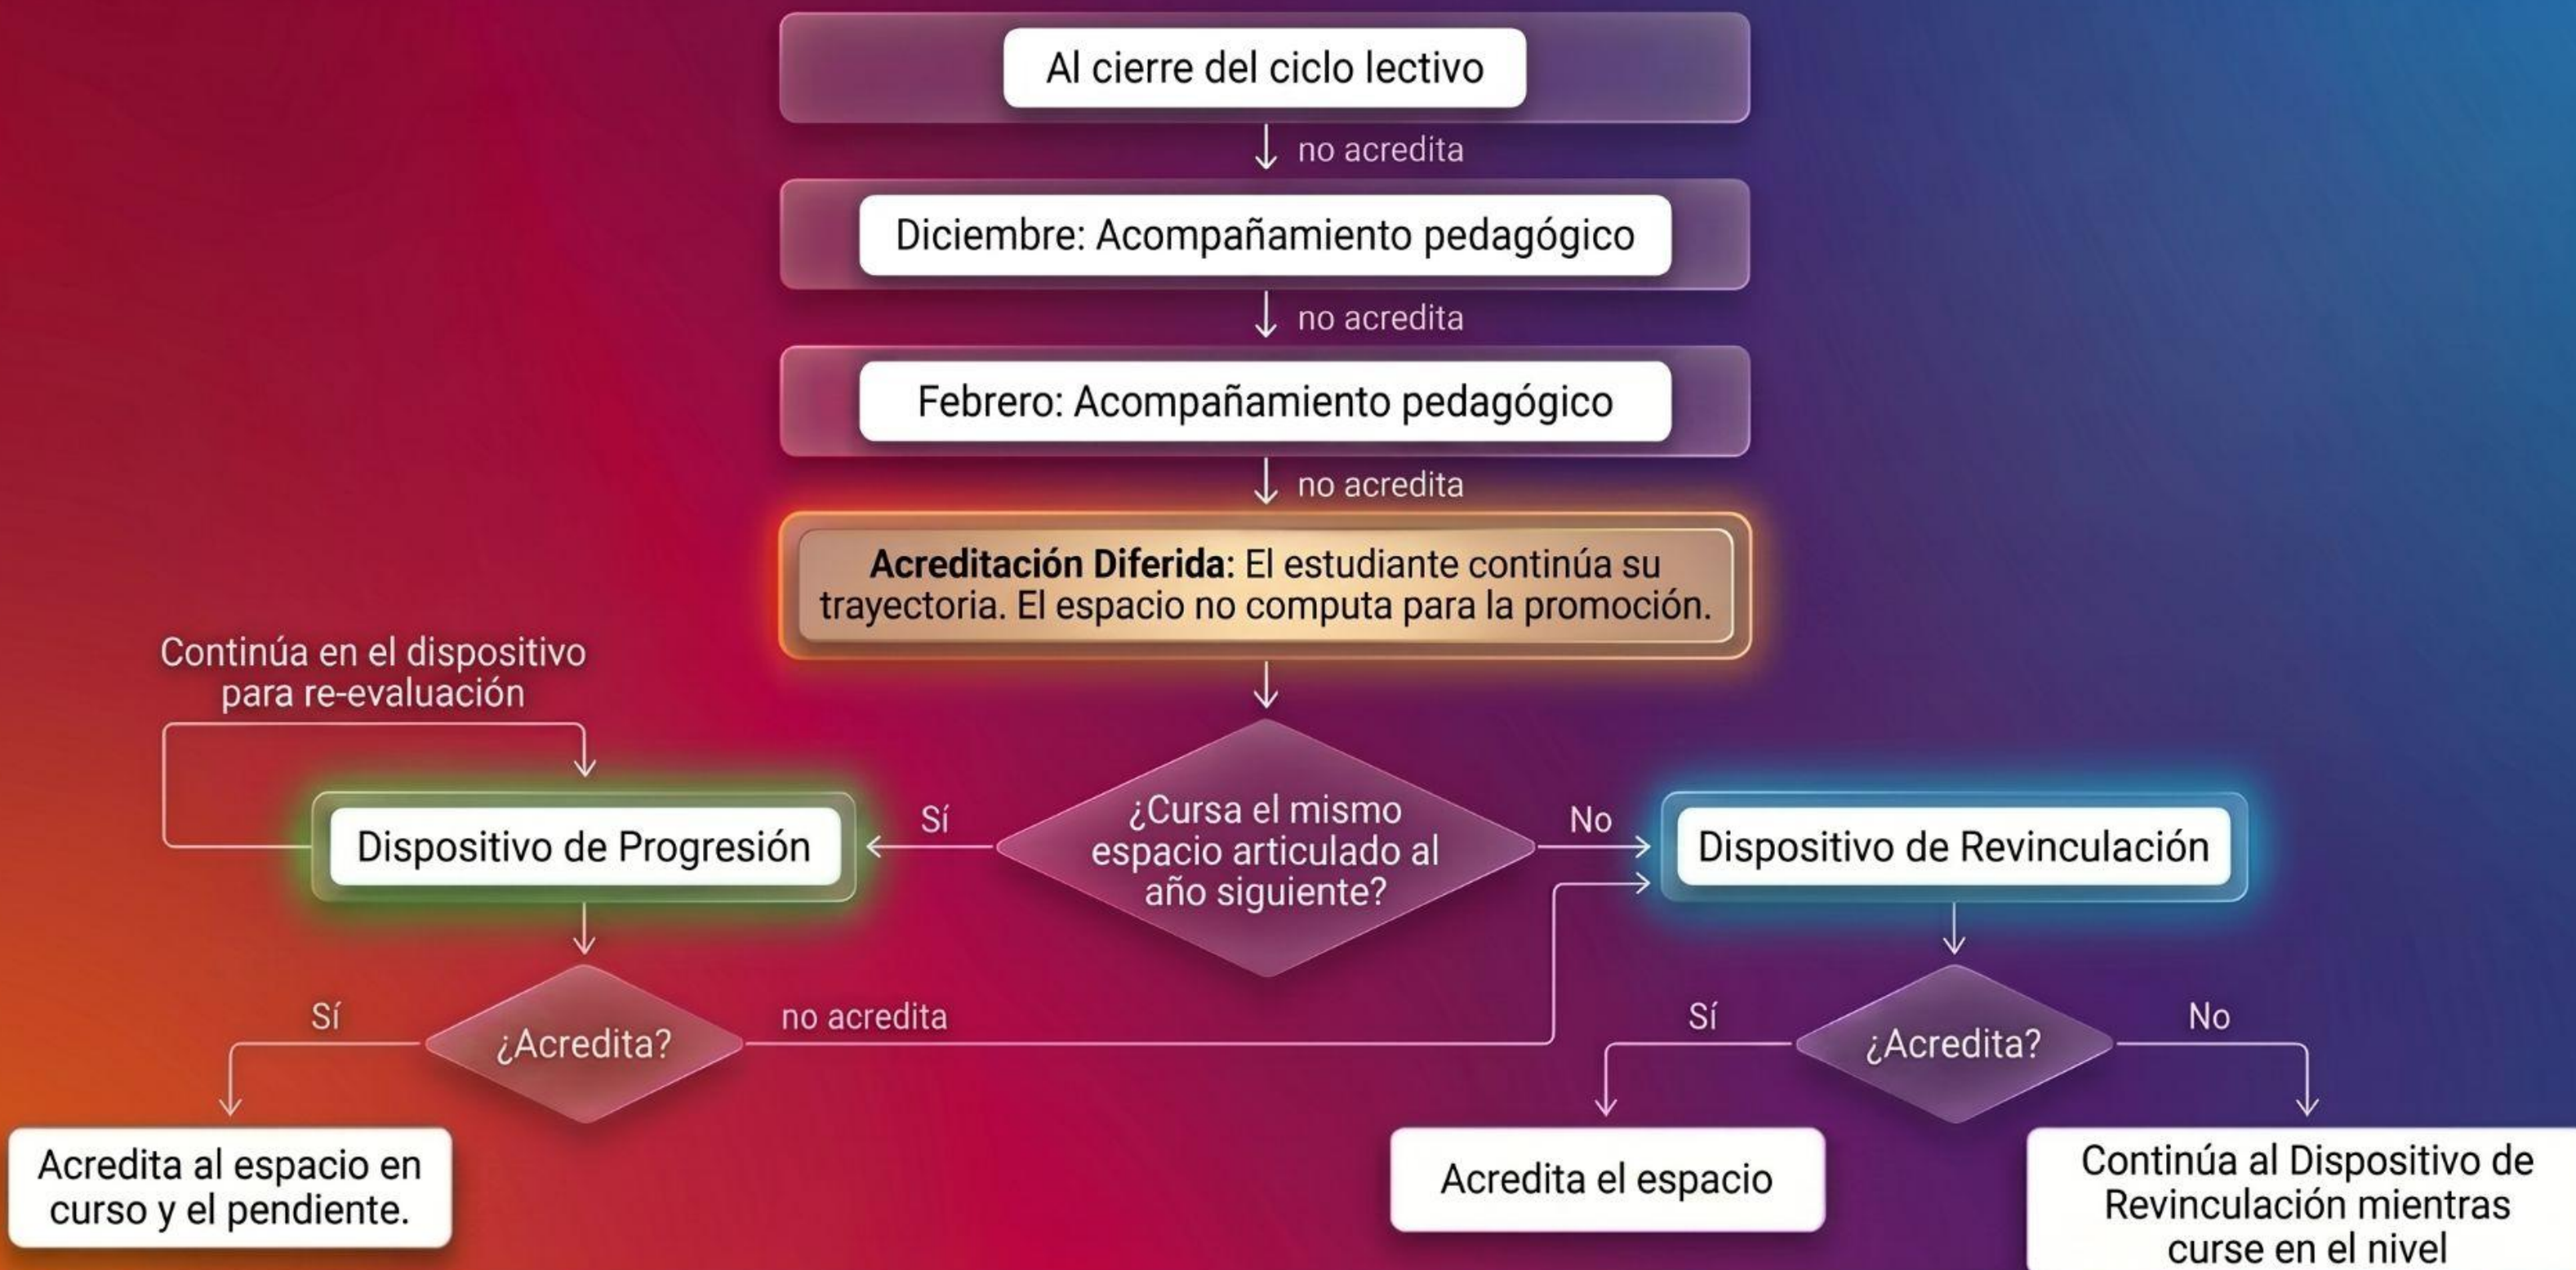 Al cierre del ciclo lectivo
no acredita
Diciembre: Acompañamiento pedagógico
no acredita
Febrero: Acompañamiento pedagógico
no acredita
Acreditación Diferida: El estudiante continúa su
trayectoria. El espacio no computa para la promoción.
Continúa en el dispositivo
para re-evaluación
Dispositivo de Progresión
Sí
¿Cursa el mismo
espacio articulado al
año siguiente?
No
Dispositivo de Revinculación
Sí
¿Acredita?
no acredita
Sí
¿Acredita?
No
Acredita al espacio en
curso y el pendiente.
Acredita el espacio
Continúa al Dispositivo de
Revinculación mientras
curse en el nivel